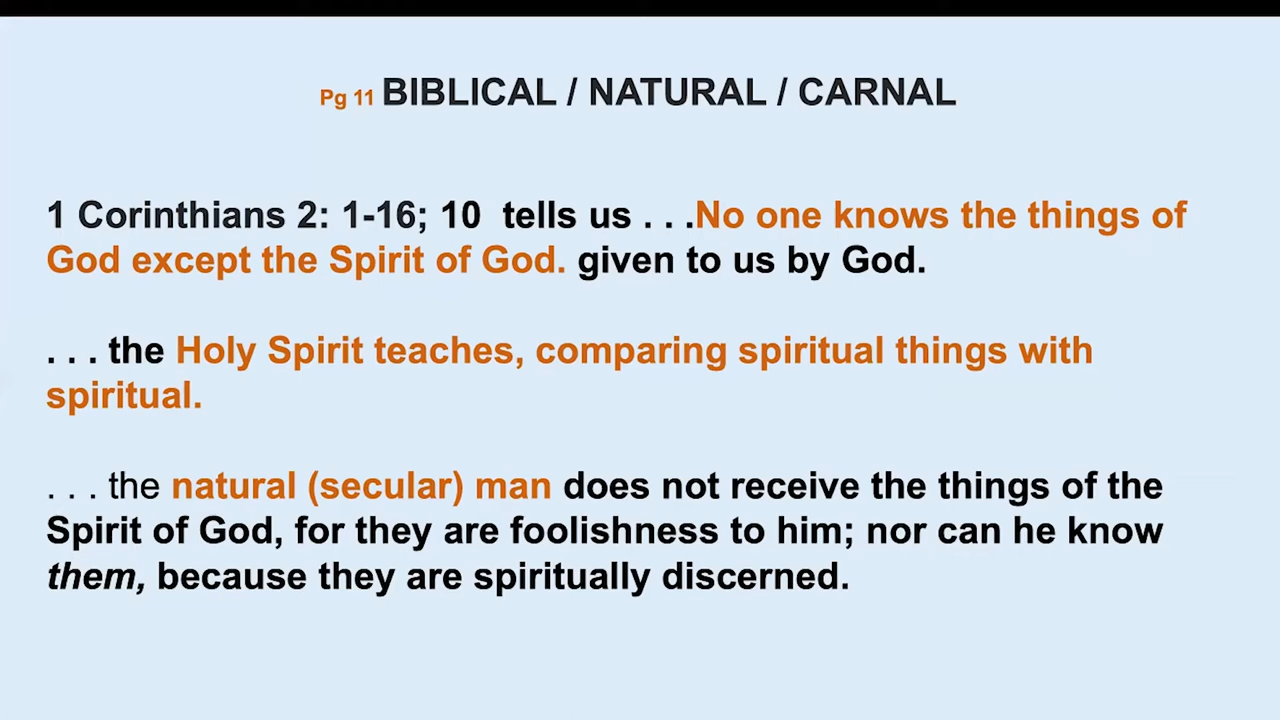 Pg 11 BIBLICAL / NATURAL / CARNAL
1 Corinthians 2: 1-16; 10  tells us . . .No one knows the things of
God except the Spirit of God. given to us by God.
. . . the Holy Spirit teaches, comparing spiritual things with
spiritual.
. . . the natural (secular) man does not receive the things of the
Spirit of God, for they are foolishness to him; nor can he know
them, because they are spiritually discerned.